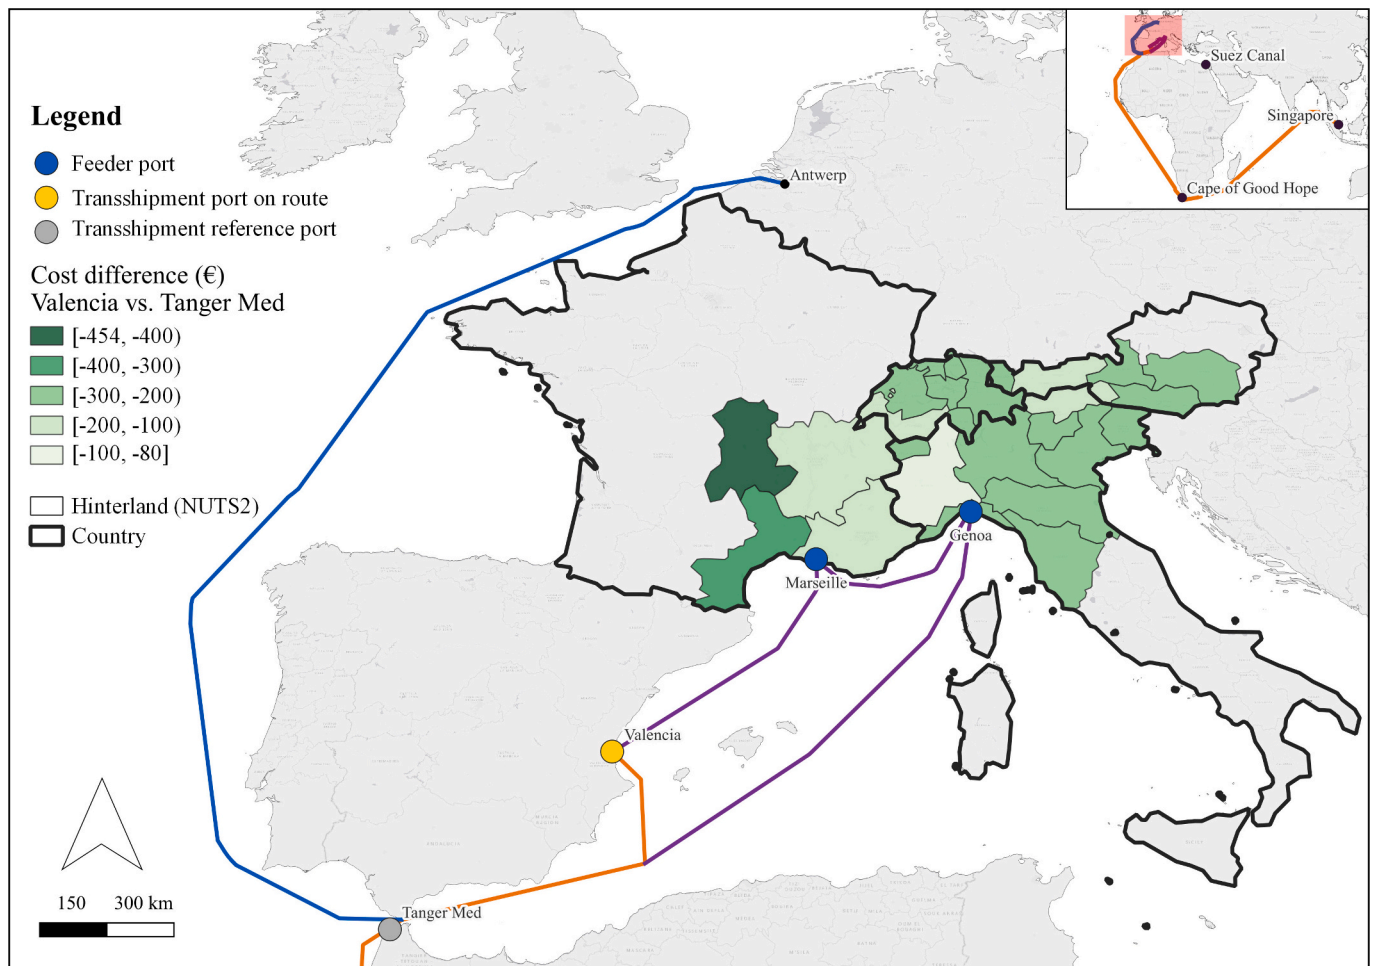 Legend
Feeder port
Transshipment port on route
Transshipment reference port
Cost difference (€)
Valencia vs. Tanger Med
[-454, -400)
[-400, -300)
[-300, -200)
[-200, -100)
[-100, -80]
Hinterland (NUTS2)
Country
150 300 km
Antwerp
Genoa
Marseille
Valencia
Tanger Med
Suez Canal
Singapore
Cape of Good Hope